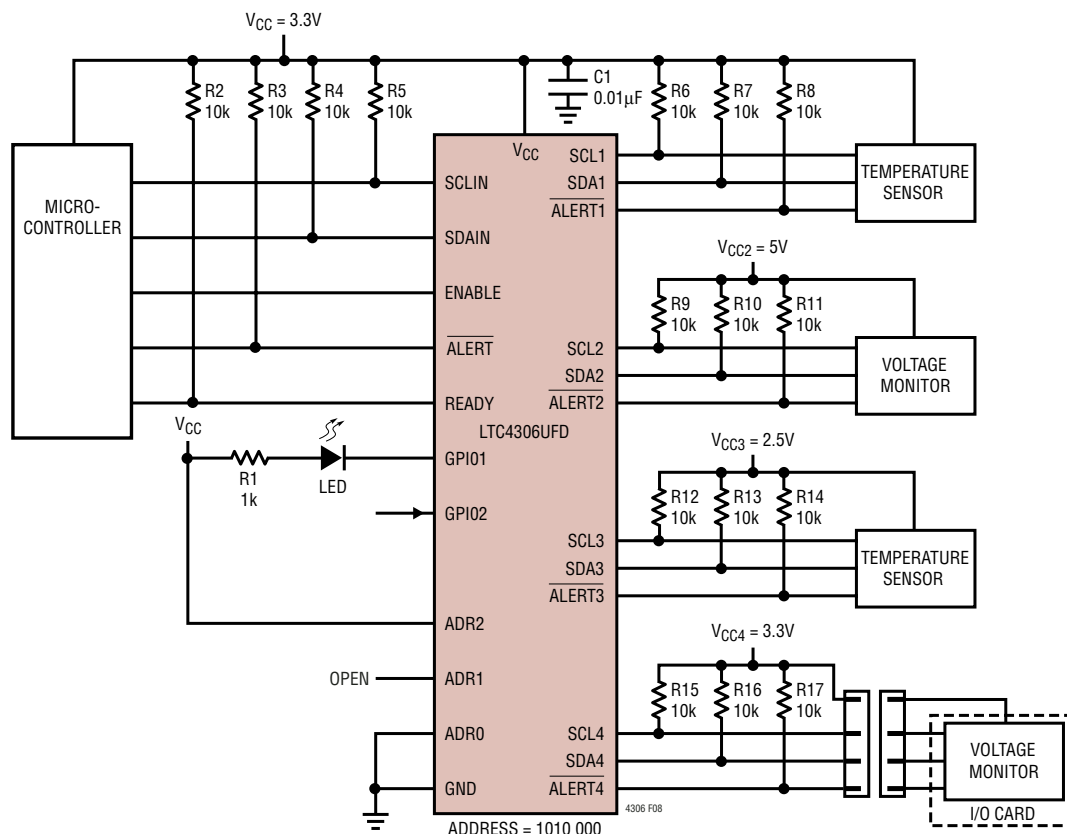 VCC = 3.3V
R2
10k
R3
10k
R4
10k
R5
10k
C1
0.01µF
R6
10k
R7
10k
R8
10k
MICRO-
CONTROLLER
VCC
SCLIN
SDAIN
ENABLE
ALERT
READY
LTC4306UFD
GPIO1
GPIO2
ADR2
ADR1
ADR0
GND
SCL1
SDA1
ALERT1
TEMPERATURE
SENSOR
VCC2 = 5V
R9
10k
R10
10k
R11
10k
SCL2
SDA2
ALERT2
VOLTAGE
MONITOR
VCC
R1
1k
LED
VCC3 = 2.5V
R12
10k
R13
10k
R14
10k
SCL3
SDA3
ALERT3
TEMPERATURE
SENSOR
OPEN
VCC4 = 3.3V
R15
10k
R16
10k
R17
10k
SCL4
SDA4
ALERT4
VOLTAGE
MONITOR
I/O CARD
4306 F08
ADDRESS = 1010 000